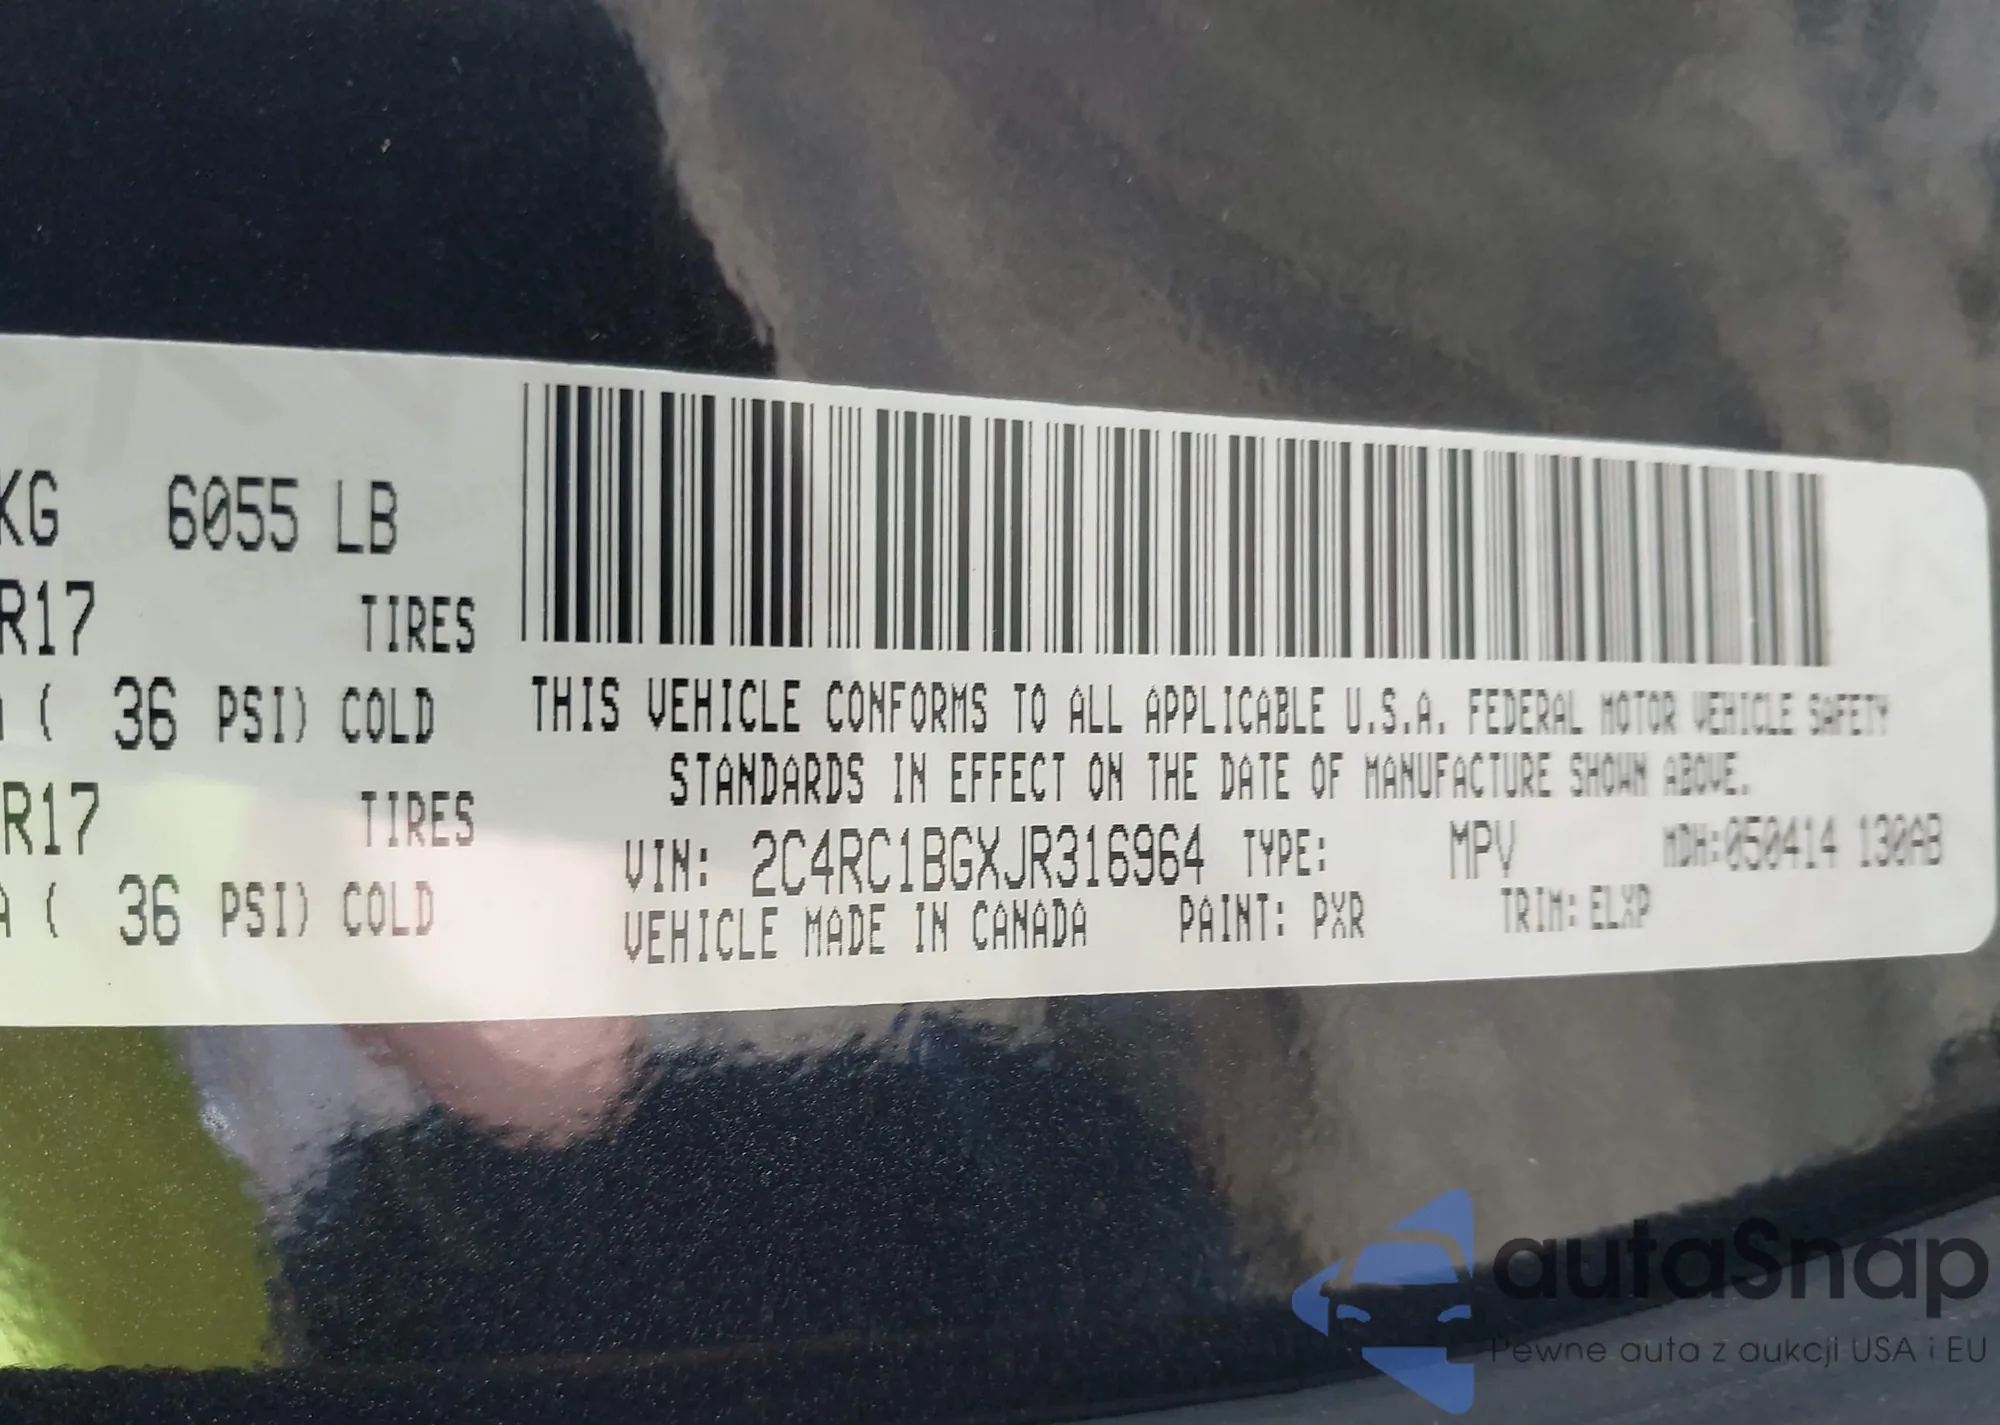 KG 6055 LB
R17 TIRES
( 36 PSI) COLD
R17 TIRES
A ( 36 PSI) COLD
THIS VEHICLE CONFORMS TO ALL APPLICABLE U.S.A. FEDERAL MOTOR VEHICLE SAFETY
STANDARDS IN EFFECT ON THE DATE OF MANUFACTURE SHOWN ABOVE.
VIN: 2C4RC1BGXJR316964 TYPE: MPV MDH:050414 130AB
VEHICLE MADE IN CANADA PAINT: PXR TRIM: ELXP
autaSnap
Pewne auta z aukcji USA i EU